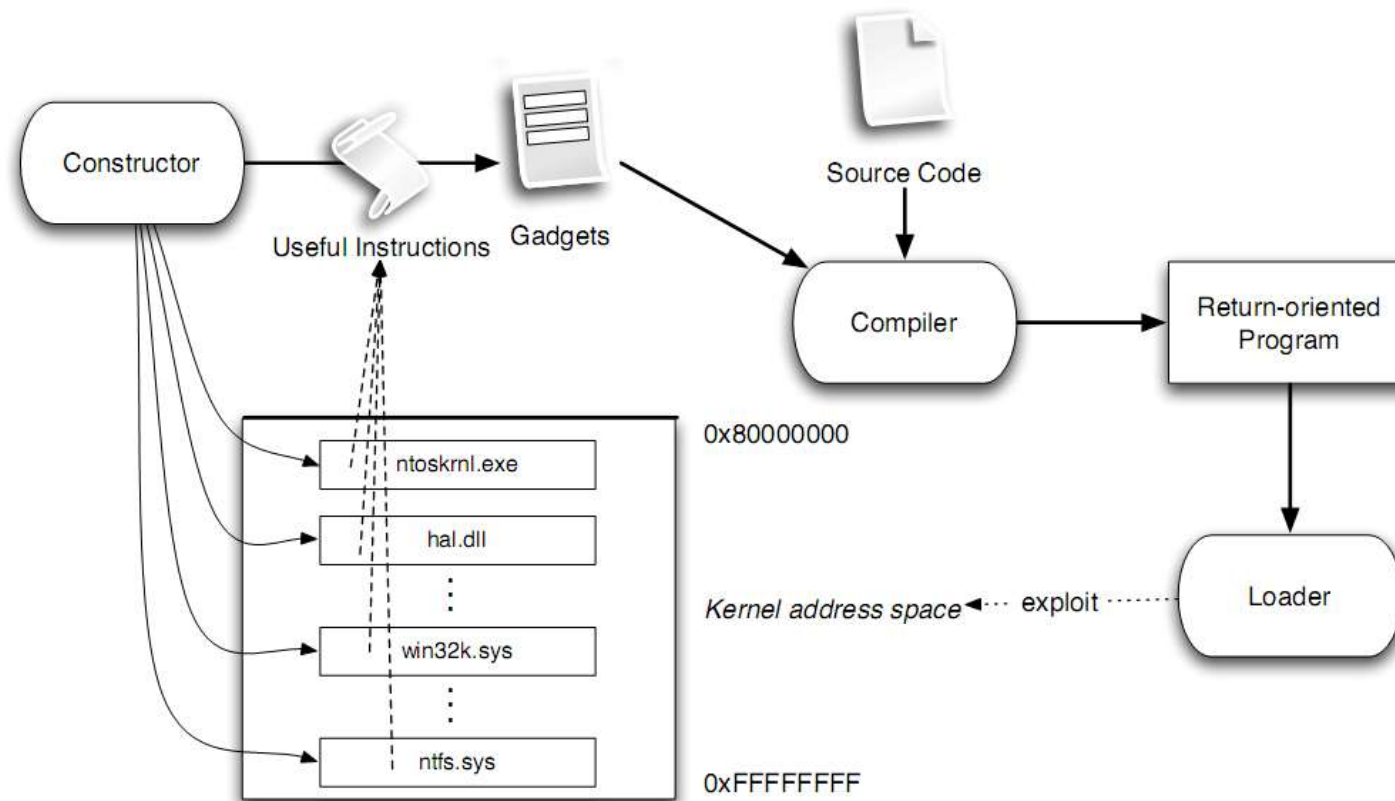 Constructor
Useful Instructions
Gadgets
Source Code
Compiler
Return-oriented
Program
0x80000000
ntoskrnl.exe
hal.dll
win32k.sys
ntfs.sys
0xFFFFFFFF
Kernel address space
exploit
Loader